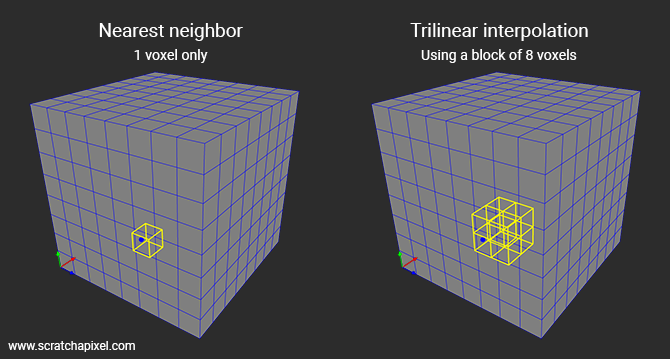 Nearest neighbor
1 voxel only
Trilinear interpolation
Using a block of 8 voxels
www.scratchapixel.com